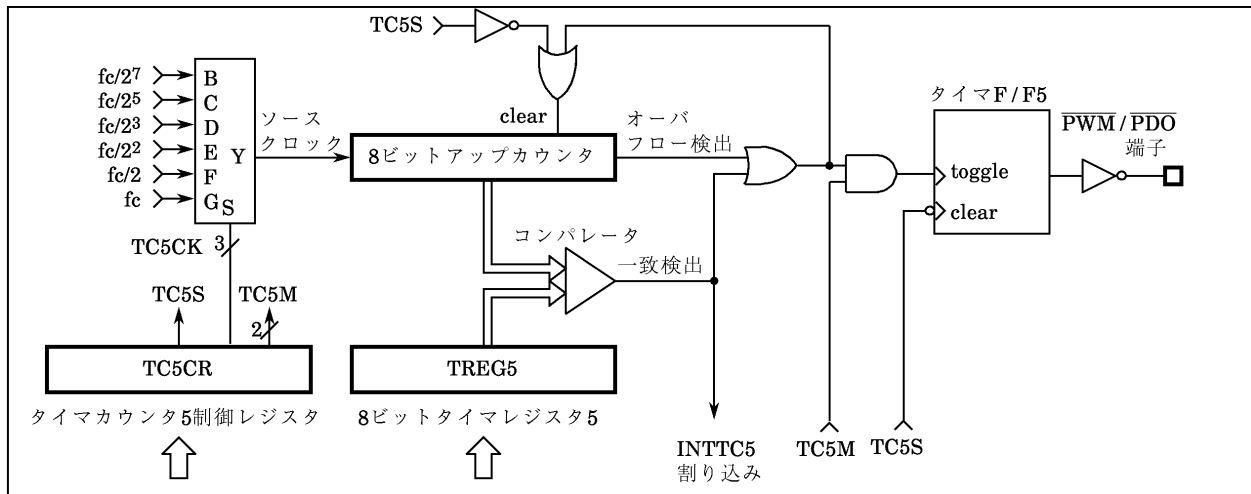 TC5S
fc/2⁷
B
fc/2⁵
C
fc/2³
D
fc/2²
E
Y
fc/2
F
fc
G
S
ソース
クロック
clear
8ビットアップカウンタ
オーバ
フロー検出
タイマF/F5
toggle
clear
PWM/PDO
端子
TC5CK
3
コンパレータ
一致検出
TC5S
TC5M
2
TC5CR
タイマカウンタ5制御レジスタ
TREG5
8ビットタイマレジスタ5
INTTC5
割り込み
TC5M
TC5S